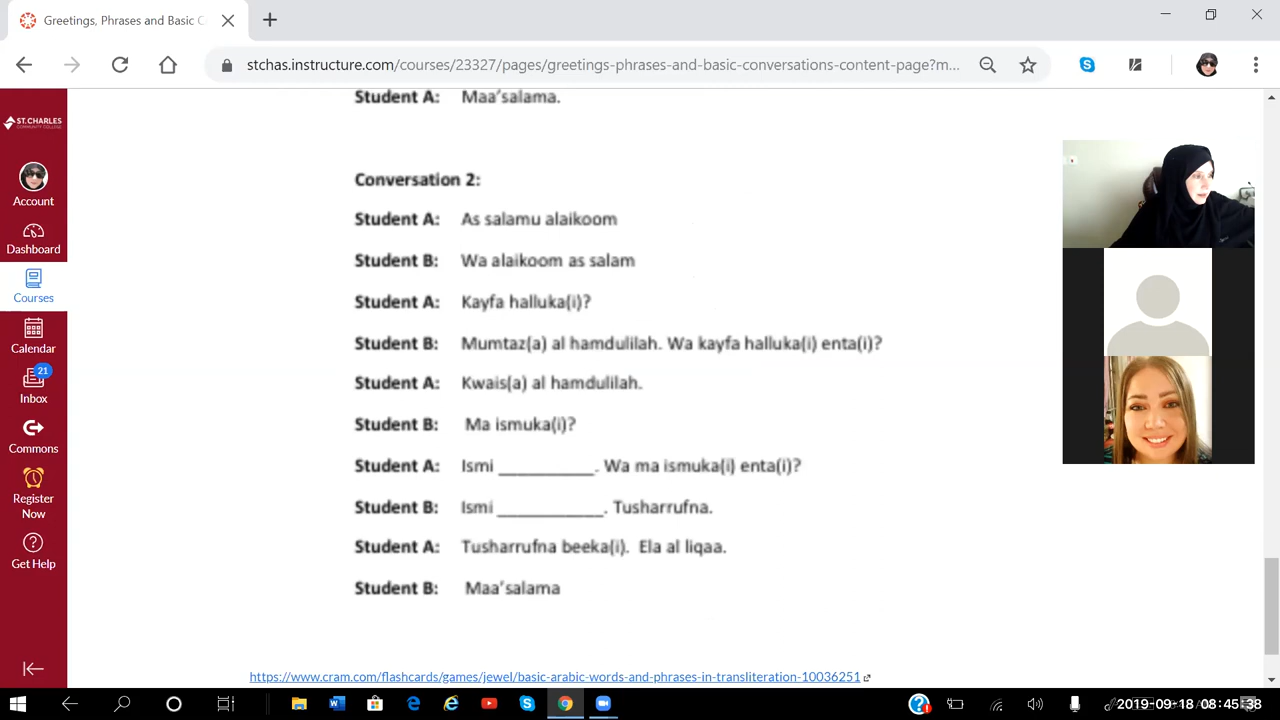 Greetings, Phrases and Basic C
stchas.instructure.com/courses/23327/pages/greetings-phrases-and-basic-conversations-content-page?m...
ST.CHARLES
COMMUNITY COLLEGE
Account
Dashboard
Courses
Calendar
21
Inbox
Commons
Register
Now
Get Help
Student A: Maa'salama.
Conversation 2:
Student A: As salamu alaikoom
Student B: Wa alaikoom as salam
Student A: Kayfa halluka(i)?
Student B: Mumtaz(a) al hamdulilah. Wa kayfa halluka(i) enta(i)?
Student A: Kwais(a) al hamdulilah.
Student B: Ma ismuka(i)?
Student A: Ismi __________. Wa ma ismuka(i) enta(i)?
Student B: Ismi ___________. Tusharrufna.
Student A: Tusharrufna beeka(i). Ela al liqaa.
Student B: Maa'salama
https://www.cram.com/flashcards/games/jewel/basic-arabic-words-and-phrases-in-transliteration-10036251
2019-09-18 08:45:38